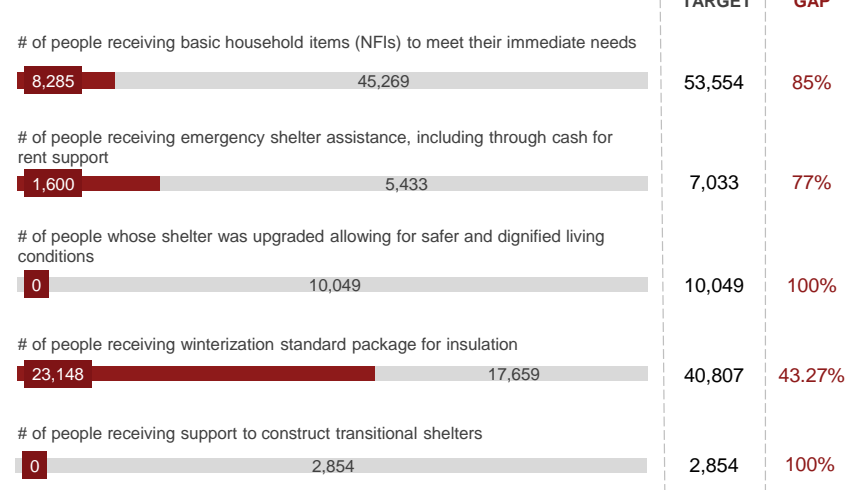 TARGET GAP
# of people receiving basic household items (NFIs) to meet their immediate needs
8,285 45,269 53,554 85%
# of people receiving emergency shelter assistance, including through cash for
rent support
1,600 5,433 7,033 77%
# of people whose shelter was upgraded allowing for safer and dignified living
conditions
0 10,049 10,049 100%
# of people receiving winterization standard package for insulation
23,148 17,659 40,807 43.27%
# of people receiving support to construct transitional shelters
0 2,854 2,854 100%